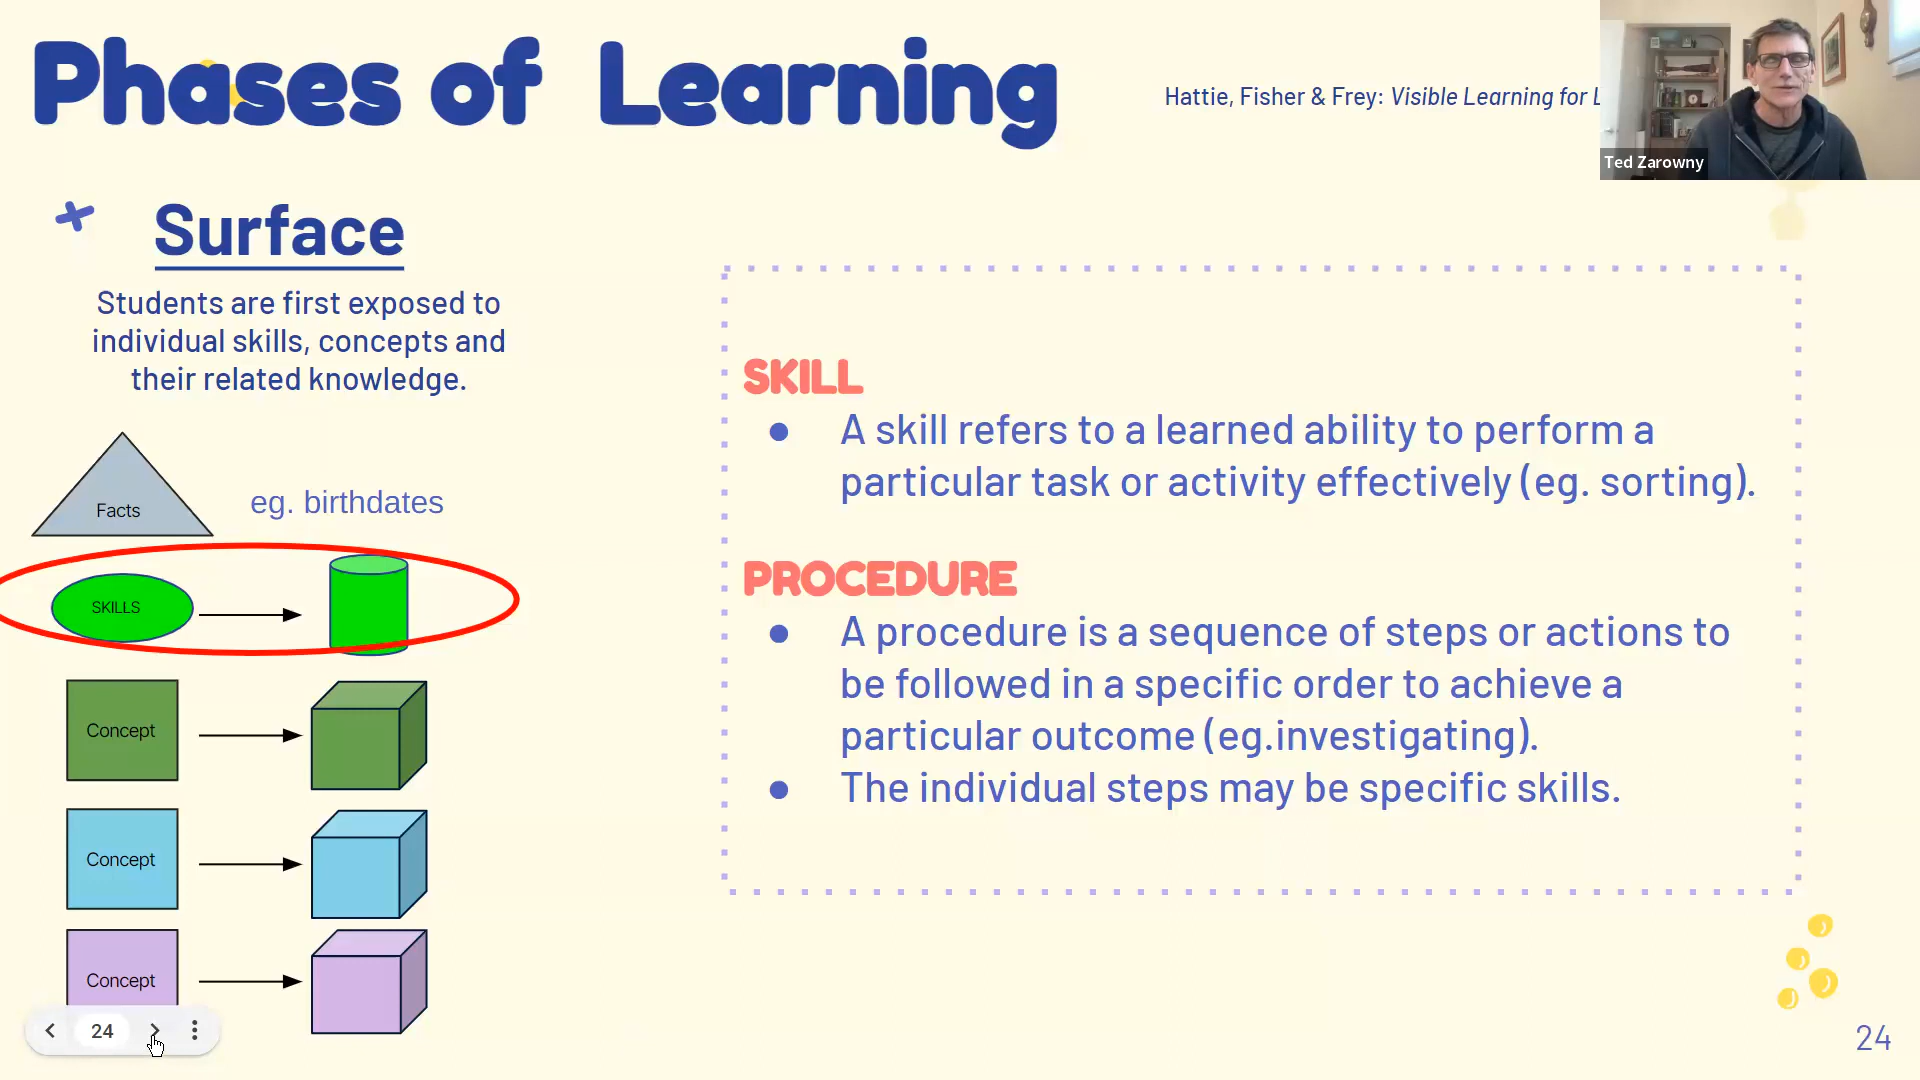 Phases of Learning
Hattie, Fisher & Frey: Visible Learning for L
Ted Zarowny
Surface
Students are first exposed to
individual skills, concepts and
their related knowledge.
Facts
eg. birthdates
SKILLS
Concept
Concept
Concept
SKILL
● A skill refers to a learned ability to perform a
particular task or activity effectively (eg. sorting).
PROCEDURE
● A procedure is a sequence of steps or actions to
be followed in a specific order to achieve a
particular outcome (eg.investigating).
● The individual steps may be specific skills.
24
24